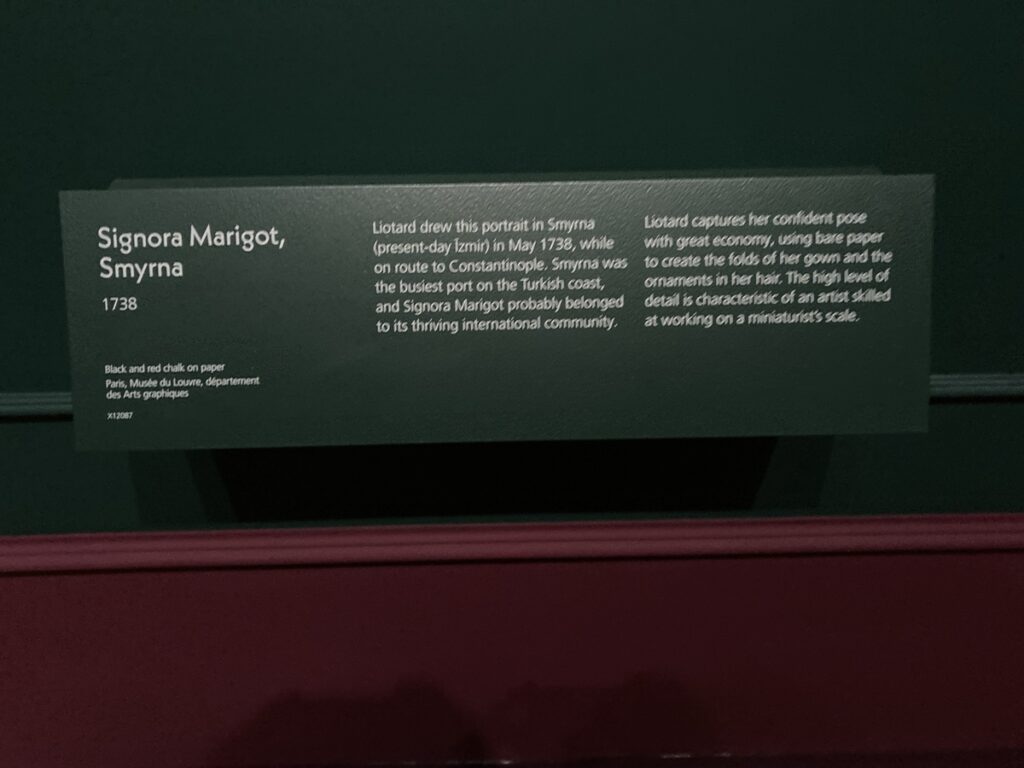 Signora Marigot,
Smyrna
1738
Black and red chalk on paper
Paris, Musée du Louvre, département
des Arts graphiques
X12087
Liotard drew this portrait in Smyrna
(present-day İzmir) in May 1738, while
on route to Constantinople. Smyrna was
the busiest port on the Turkish coast,
and Signora Marigot probably belonged
to its thriving international community.
Liotard captures her confident pose
with great economy, using bare paper
to create the folds of her gown and the
ornaments in her hair. The high level of
detail is characteristic of an artist skilled
at working on a miniaturist's scale.